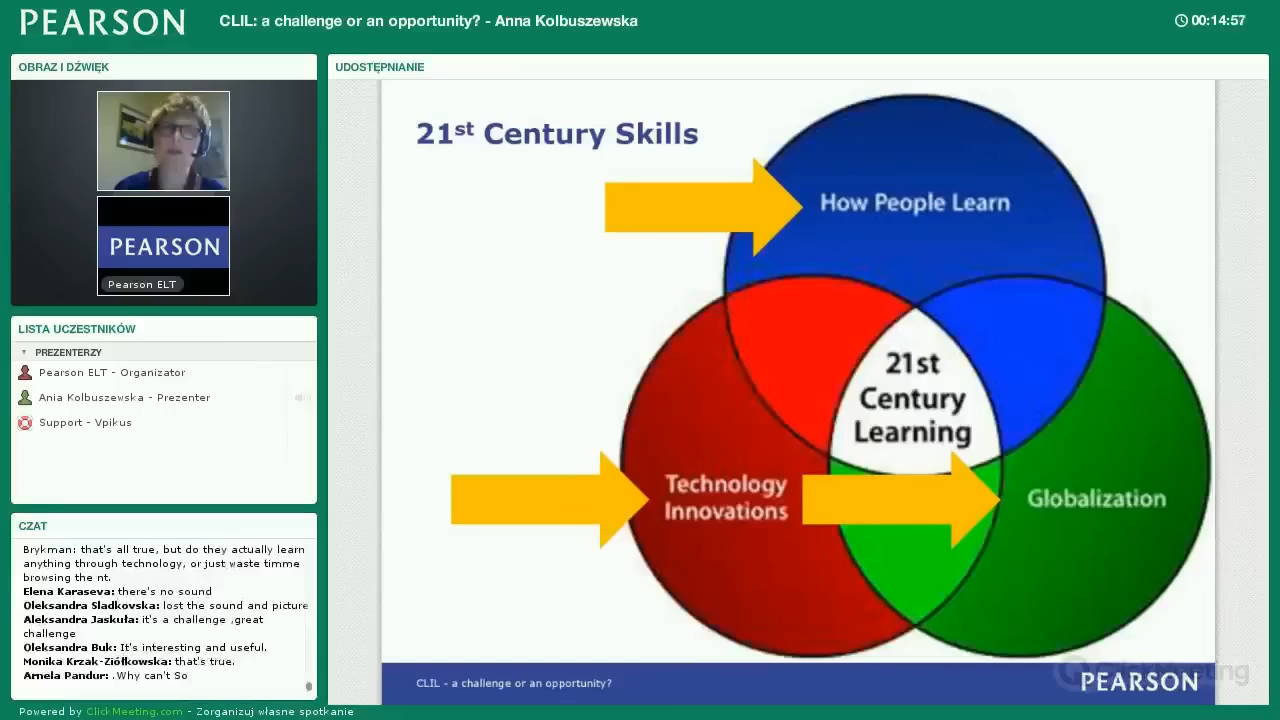 PEARSON
CLIL: a challenge or an opportunity? - Anna Kolbuszewska
00:14:57
OBRAZ I DŹWIĘK
PEARSON
Pearson ELT
LISTA UCZESTNIKÓW
PREZENTERZY
Pearson ELT - Organizator
Ania Kolbuszewska - Prezenter
Support - Vpikus
CZAT
Brykman: that's all true, but do they actually learn
anything through technology, or just waste timme
browsing the nt.
Elena Karaseva: there's no sound
Oleksandra Sladkovska: lost the sound and picture
Aleksandra Jaskuła: it's a challenge ,great
challenge
Oleksandra Buk: It's interesting and useful.
Monika Krzak-Ziółkowska: that's true.
Arnela Pandur: .Why can't So
UDOSTĘPNIANIE
21st Century Skills
How People Learn
21st
Century
Learning
Technology
Innovations
Globalization
CLIL - a challenge or an opportunity?
ClickMeeting
PEARSON
Powered by ClickMeeting.com - Zorganizuj własne spotkanie